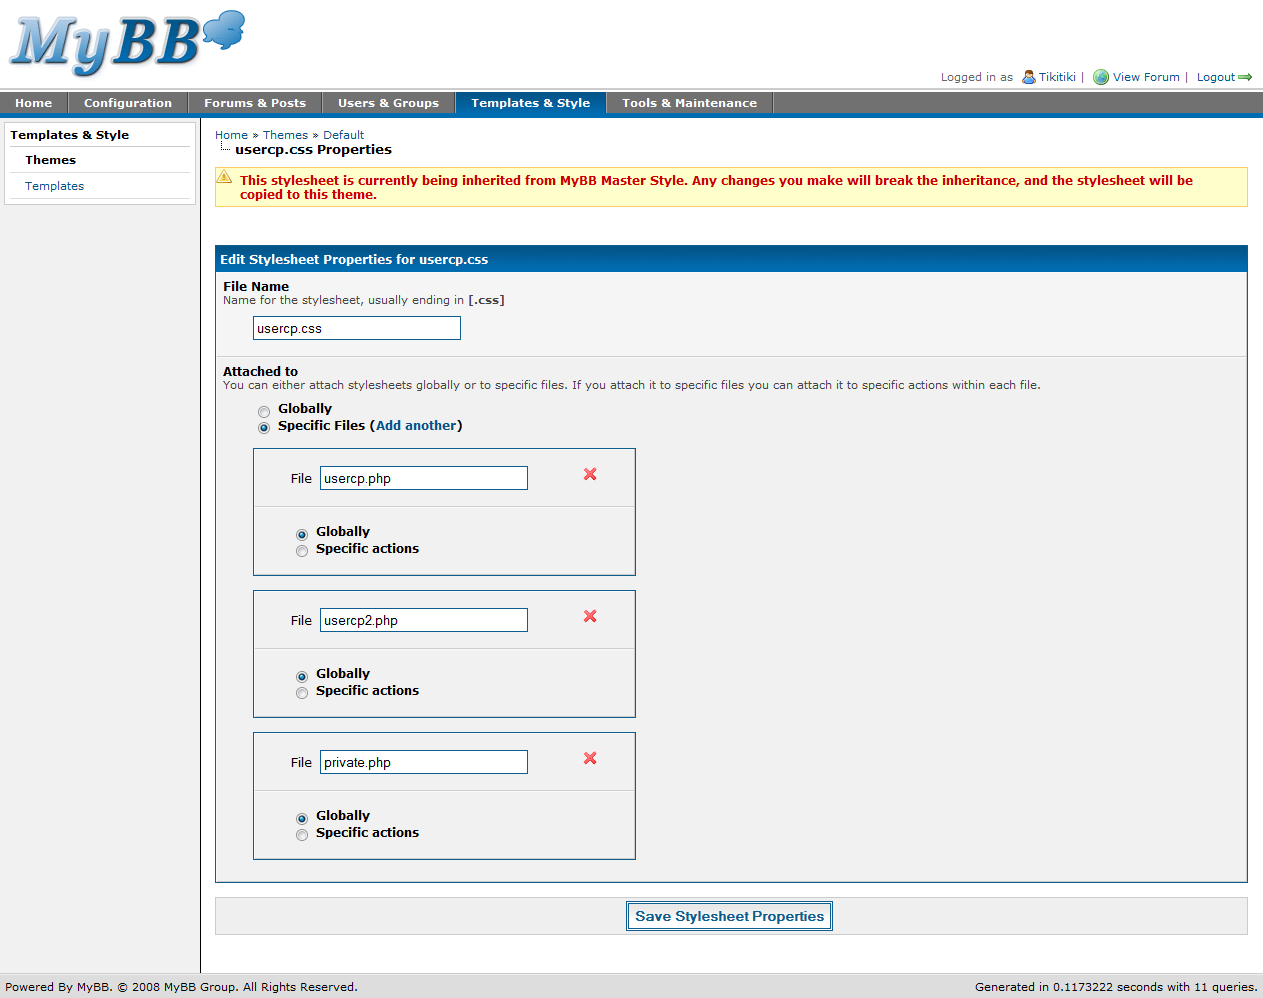 MyBB
Logged in as Tikitiki | View Forum | Logout
Home Configuration Forums & Posts Users & Groups Templates & Style Tools & Maintenance
Templates & Style
Themes
Templates
Home » Themes » Default
usercp.css Properties
This stylesheet is currently being inherited from MyBB Master Style. Any changes you make will break the inheritance, and the stylesheet will be
copied to this theme.
Edit Stylesheet Properties for usercp.css
File Name
Name for the stylesheet, usually ending in [.css]
usercp.css
Attached to
You can either attach stylesheets globally or to specific files. If you attach it to specific files you can attach it to specific actions within each file.
Globally
Specific Files (Add another)
File usercp.php
Globally
Specific actions
File usercp2.php
Globally
Specific actions
File private.php
Globally
Specific actions
Save Stylesheet Properties
Powered By MyBB. © 2008 MyBB Group. All Rights Reserved.
Generated in 0.1173222 seconds with 11 queries.